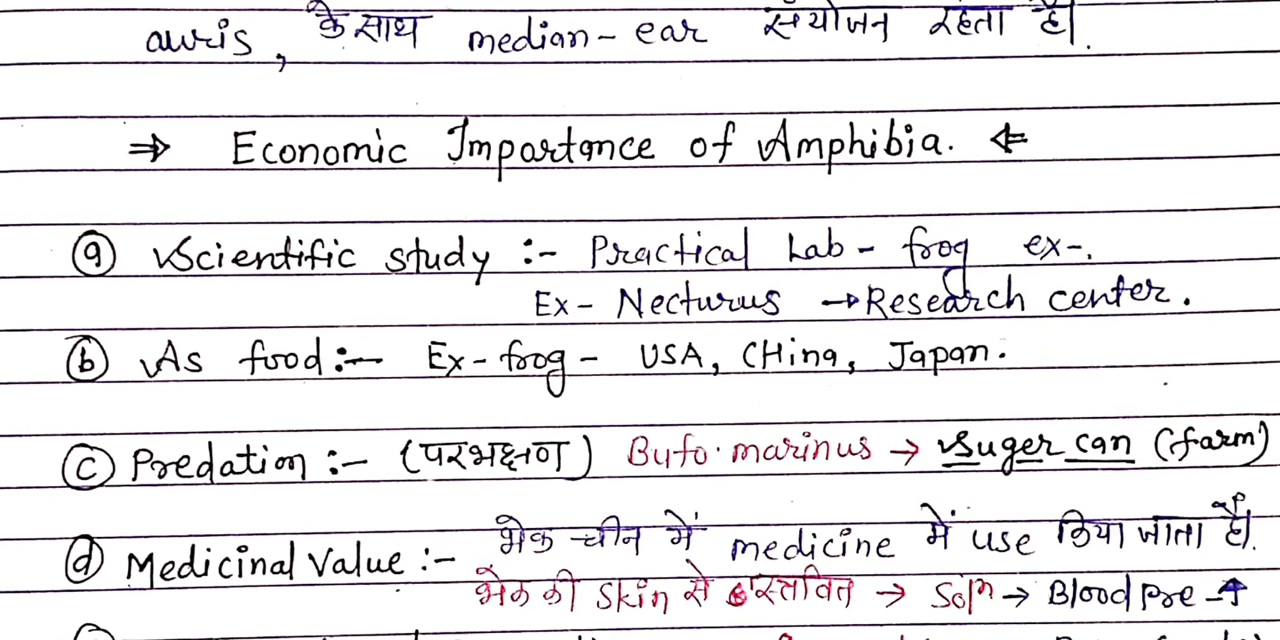 auris, के साथ median-ear संयोजन रहता है।
⇒ Economic Importance of Amphibia. ⇐
(a) Scientific study :- Practical Lab - frog ex-.
Ex- Necturus → Research center.
(b) As food :- Ex-frog - USA, CHina, Japan.
(c) Predation :- (परभक्षण) Bufo.marinus → Suger can (farm)
(d) Medicinal Value :- भेक चीन में medicine में use किया जाता है।
भेक की skin से स्त्रावित → Solⁿ → Blood Pre - ↑